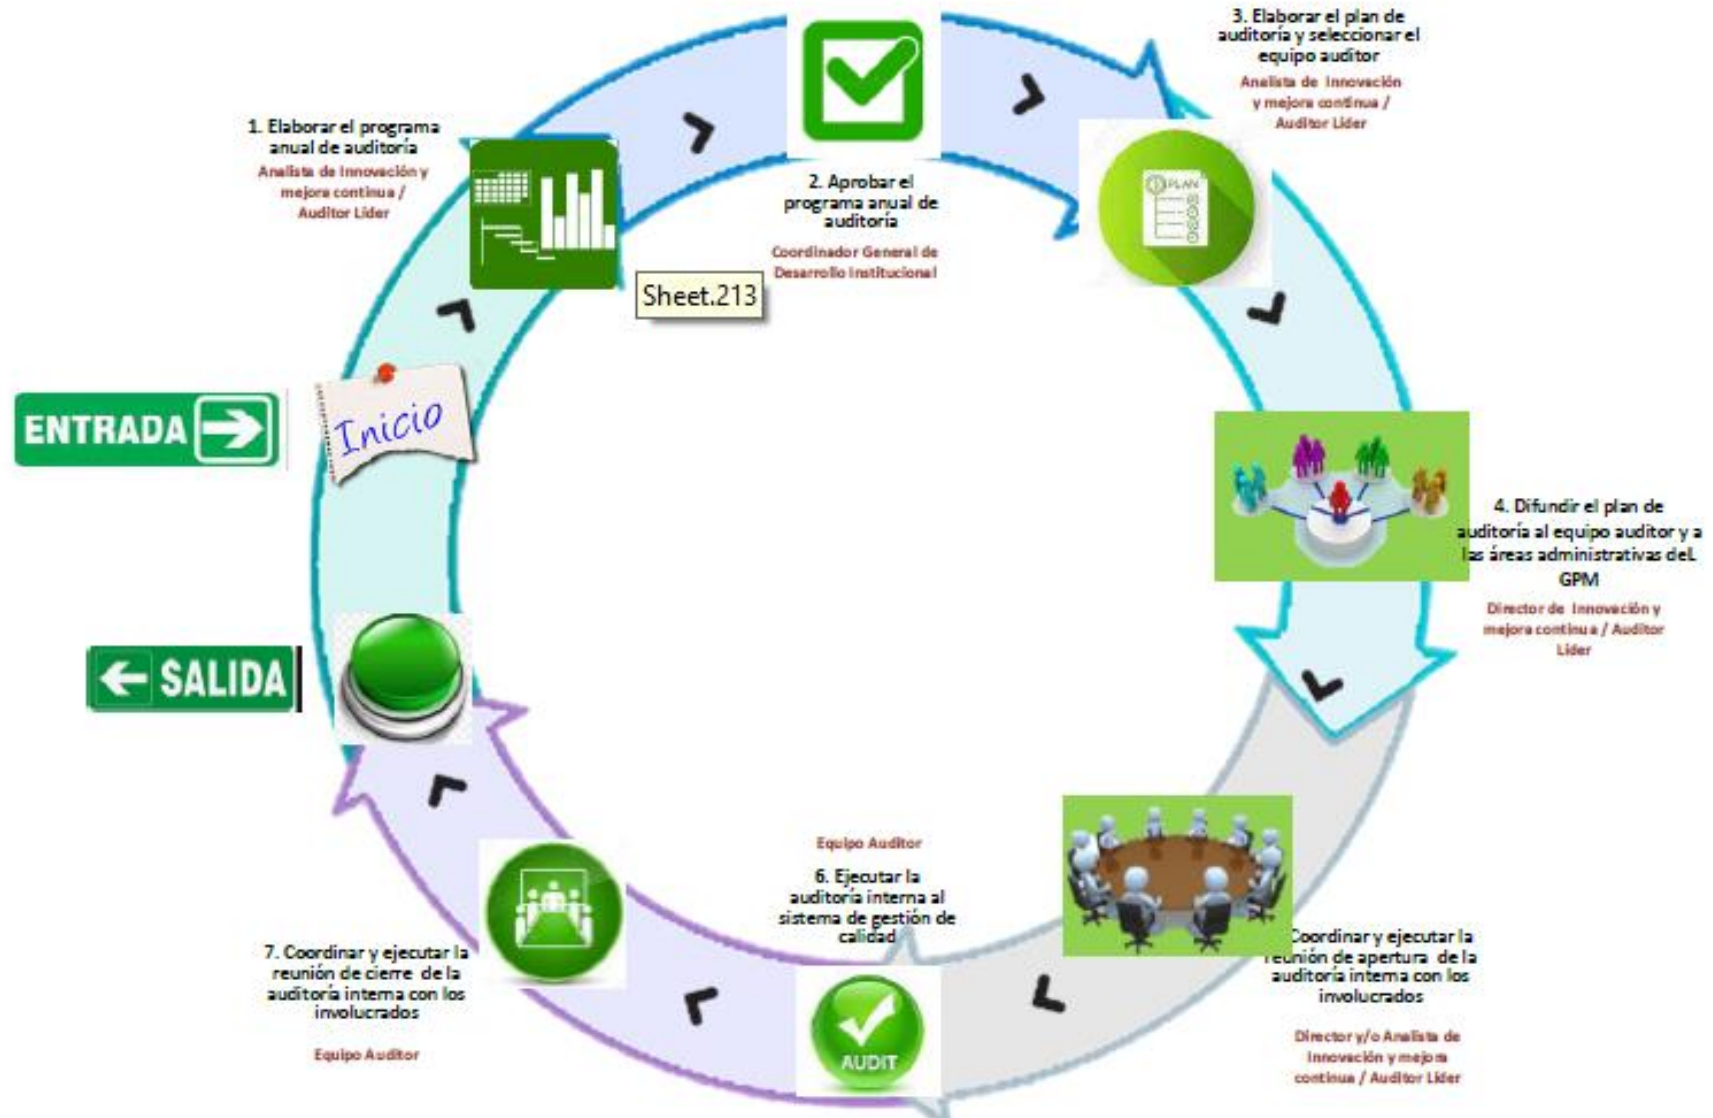 1. Elaborar el programa
anual de auditoría
Analista de Innovación y
mejora continua /
Auditor Líder
2. Aprobar el
programa anual de
auditoría
Coordinador General de
Desarrollo Institucional
3. Elaborar el plan de
auditoría y seleccionar el
equipo auditor
Analista de Innovación
y mejora continua /
Auditor Líder
PLAN
Sheet.213
ENTRADA
Inicio
4. Difundir el plan de
auditoría al equipo auditor y a
las áreas administrativas deL
GPM
Director de Innovación y
mejora continua / Auditor
Líder
SALIDA
Coordinar y ejecutar la
reunión de apertura de la
auditoría interna con los
involucrados
Director y/o Analista de
Innovación y mejora
continua / Auditor Líder
Equipo Auditor
6. Ejecutar la
auditoría interna al
sistema de gestión de
calidad
AUDIT
7. Coordinar y ejecutar la
reunión de cierre de la
auditoría interna con los
involucrados
Equipo Auditor